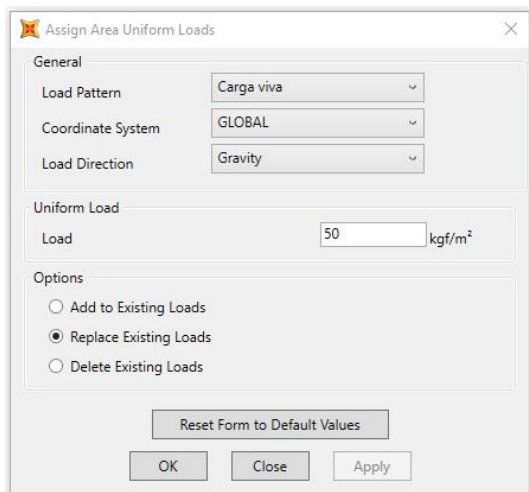 Assign Area Uniform Loads
General
Load Pattern Carga viva
Coordinate System GLOBAL
Load Direction Gravity
Uniform Load
Load 50 kgf/m²
Options
Add to Existing Loads
Replace Existing Loads
Delete Existing Loads
Reset Form to Default Values
OK Close Apply